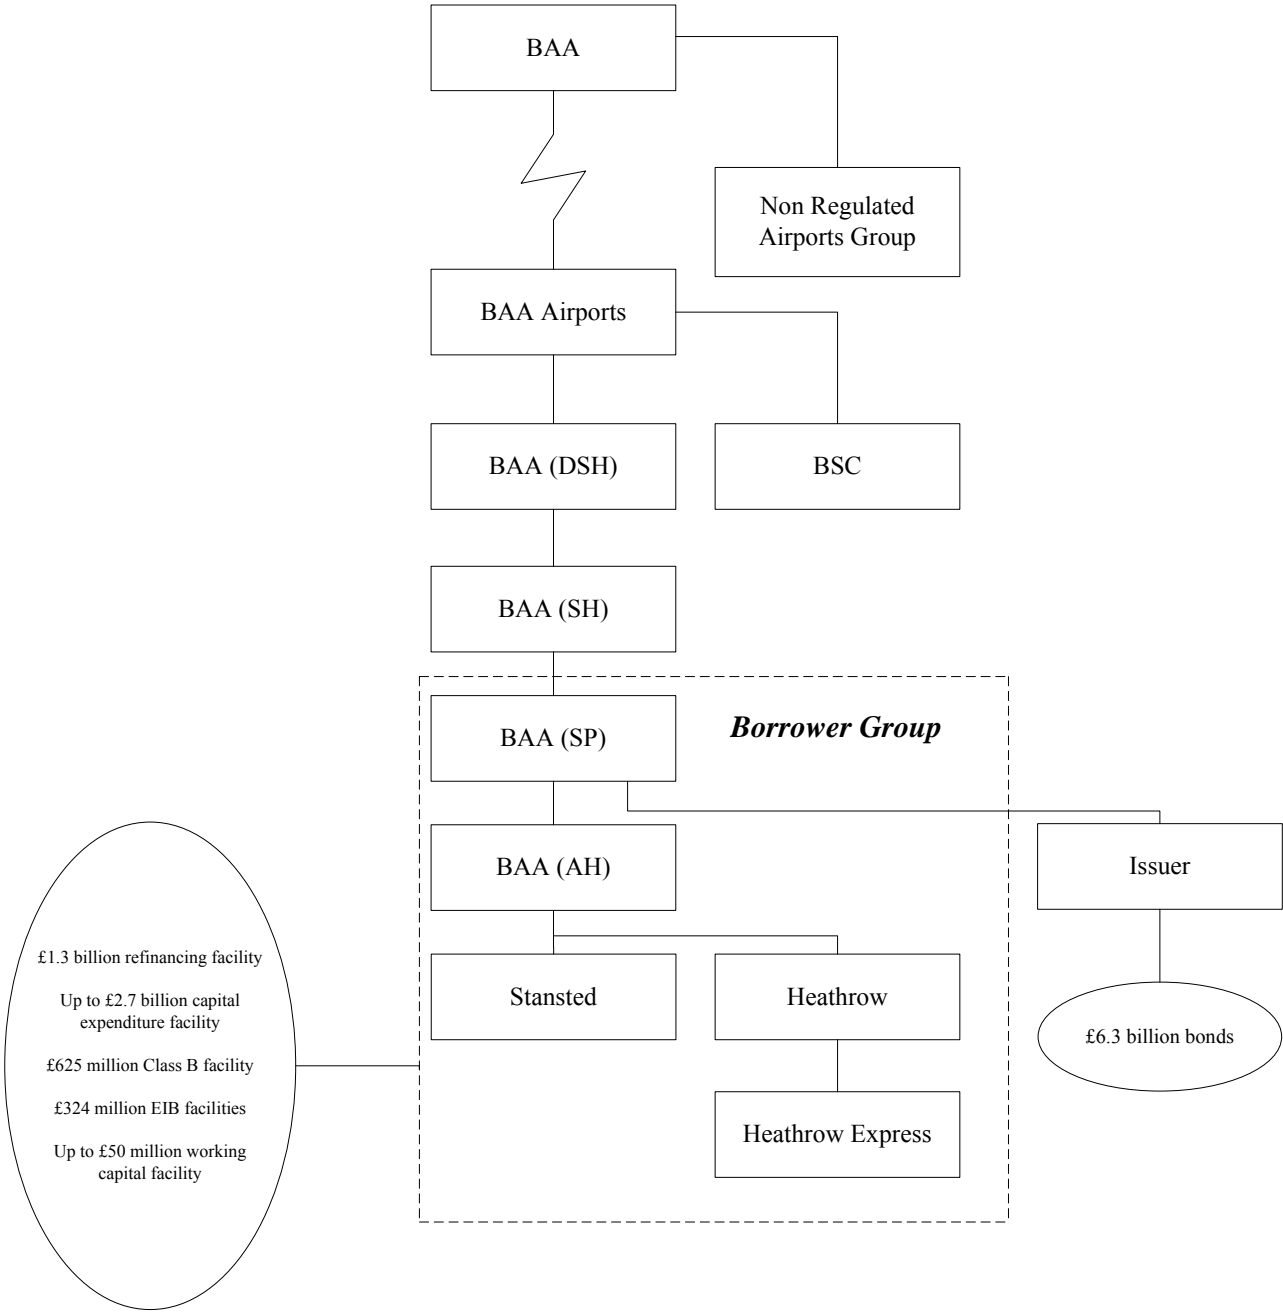 BAA
Non Regulated
Airports Group
BAA Airports
BAA (DSH)
BSC
BAA (SH)
BAA (SP)
Borrower Group
BAA (AH)
Issuer
£1.3 billion refinancing facility
Up to £2.7 billion capital
expenditure facility
£625 million Class B facility
£324 million EIB facilities
Up to £50 million working
capital facility
Stansted
Heathrow
£6.3 billion bonds
Heathrow Express